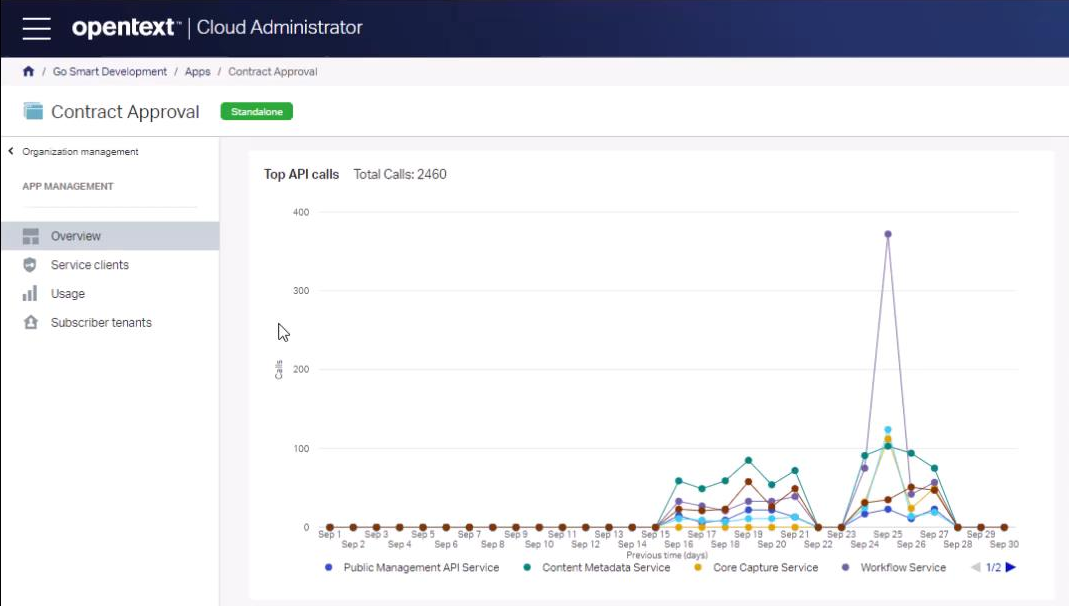 opentext™ | Cloud Administrator
/ Go Smart Development / Apps / Contract Approval
Contract Approval Standalone
Organization management
APP MANAGEMENT
Overview
Service clients
Usage
Subscriber tenants
Top API calls Total Calls: 2460
400
300
200
100
0
Calls
Sep 1 Sep 3 Sep 5 Sep 7 Sep 9 Sep 11 Sep 13 Sep 15 Sep 17 Sep 19 Sep 21 Sep 23 Sep 25 Sep 27 Sep 29
Sep 2 Sep 4 Sep 6 Sep 8 Sep 10 Sep 12 Sep 14 Sep 16 Sep 18 Sep 20 Sep 22 Sep 24 Sep 26 Sep 28 Sep 30
Previous time (days)
Public Management API Service Content Metadata Service Core Capture Service Workflow Service 1/2